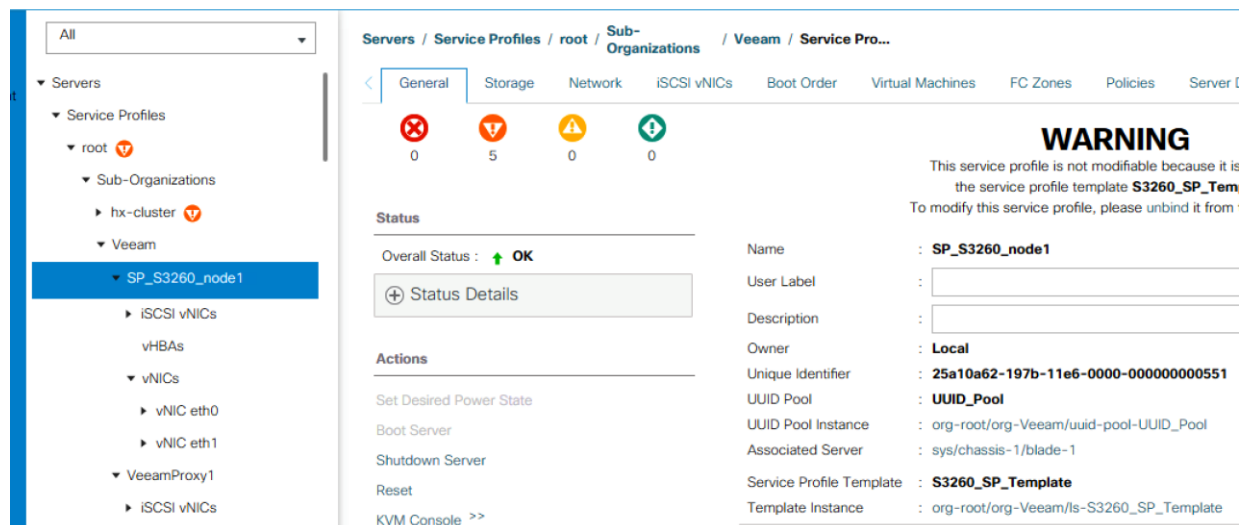 All
Servers
Service Profiles
root
Sub-Organizations
hx-cluster
Veeam
SP_S3260_node1
iSCSI vNICs
vHBAs
vNICs
vNIC eth0
vNIC eth1
VeeamProxy1
iSCSI vNICs
Servers / Service Profiles / root / Sub-Organizations / Veeam / Service Pro...
General Storage Network iSCSI vNICs Boot Order Virtual Machines FC Zones Policies Server
0 5 0 0
WARNING
This service profile is not modifiable because it is
the service profile template
To modify this service profile, please unbind it from
Status
Overall Status : OK
Status Details
Actions
Set Desired Power State
Boot Server
Shutdown Server
Reset
KVM Console >>
Name : SP_S3260_node1
User Label :
Description :
Owner : Local
Unique Identifier : 25a10a62-197b-11e6-0000-000000000551
UUID Pool : UUID_Pool
UUID Pool Instance : org-root/org-Veeam/uuid-pool-UUID_Pool
Associated Server : sys/chassis-1/blade-1
Service Profile Template : S3260_SP_Template
Template Instance : org-root/org-Veeam/ls-S3260_SP_Template